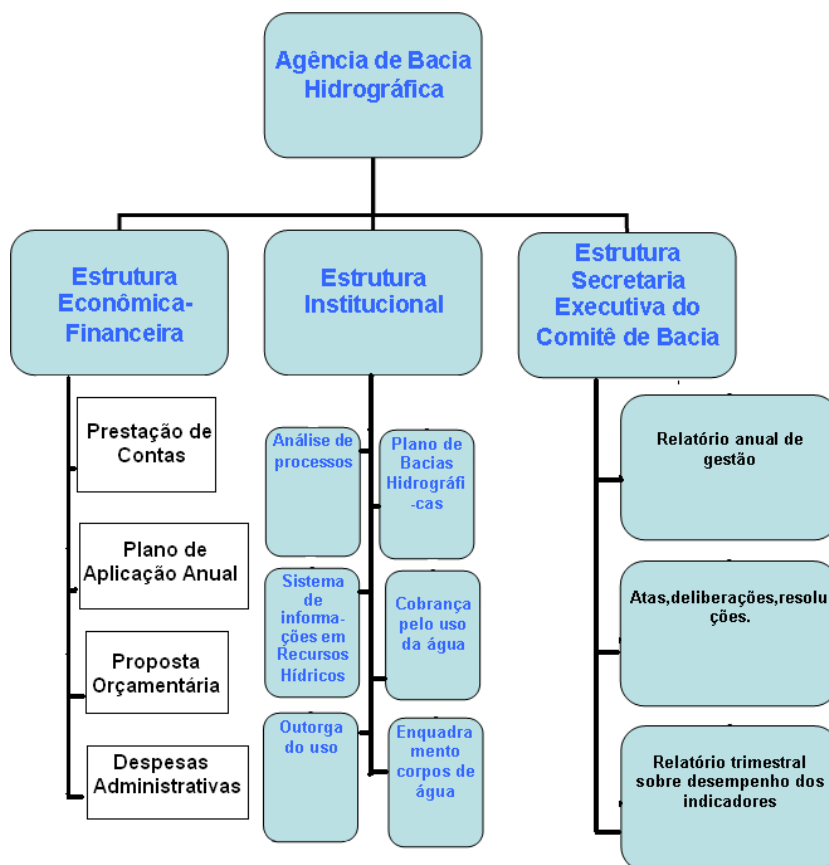 Agência de Bacia
Hidrográfica
Estrutura
Econômica-
Financeira
Estrutura
Institucional
Estrutura
Secretaria
Executiva do
Comitê de Bacia
Prestação de
Contas
Plano de
Aplicação Anual
Proposta
Orçamentária
Despesas
Administrativas
Análise de
processos
Plano de
Bacias
Hidrográfi
-cas
Sistema
de
informa-
ções em
Recursos
Hídricos
Cobrança
pelo uso
da água
Outorga
do uso
Enquadra
mento
corpos de
água
Relatório anual de
gestão
Atas,deliberações,resolu
ções.
Relatório trimestral
sobre desempenho dos
indicadores